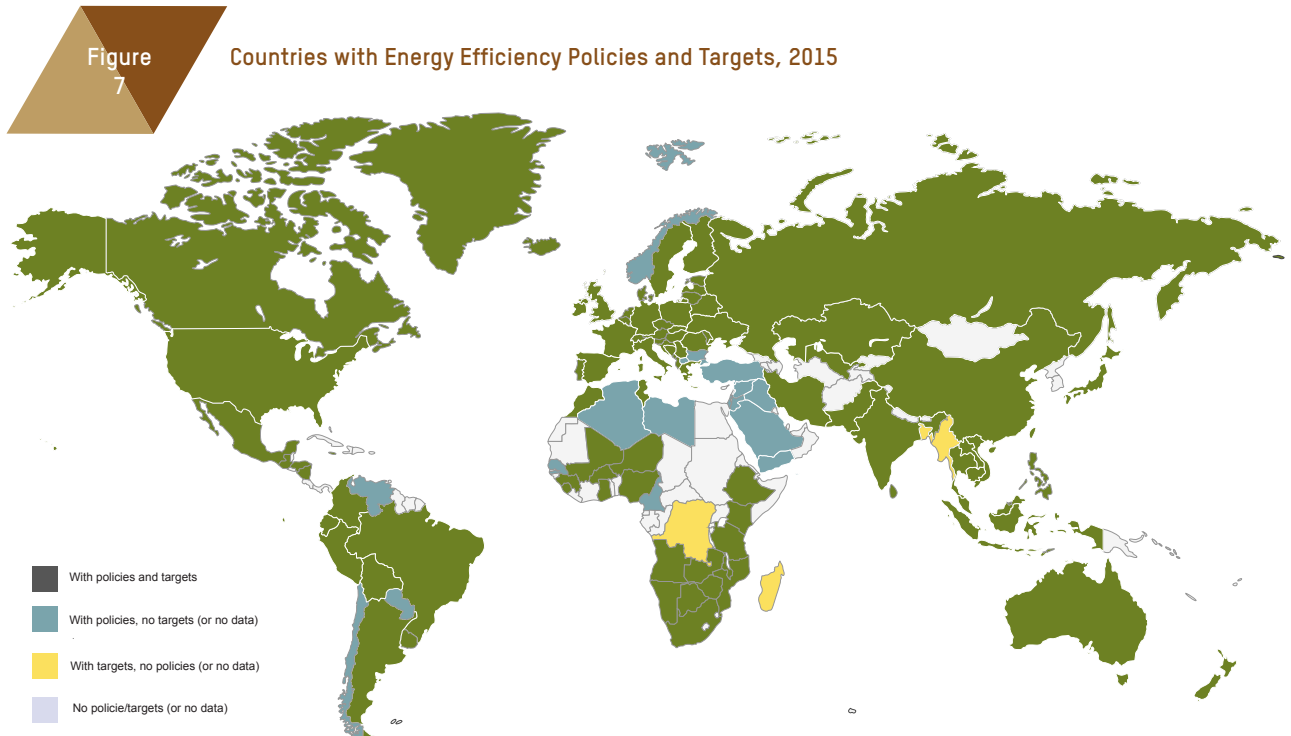 Figure
7
Countries with Energy Efficiency Policies and Targets, 2015
With policies and targets
With policies, no targets (or no data)
With targets, no policies (or no data)
No policie/targets (or no data)